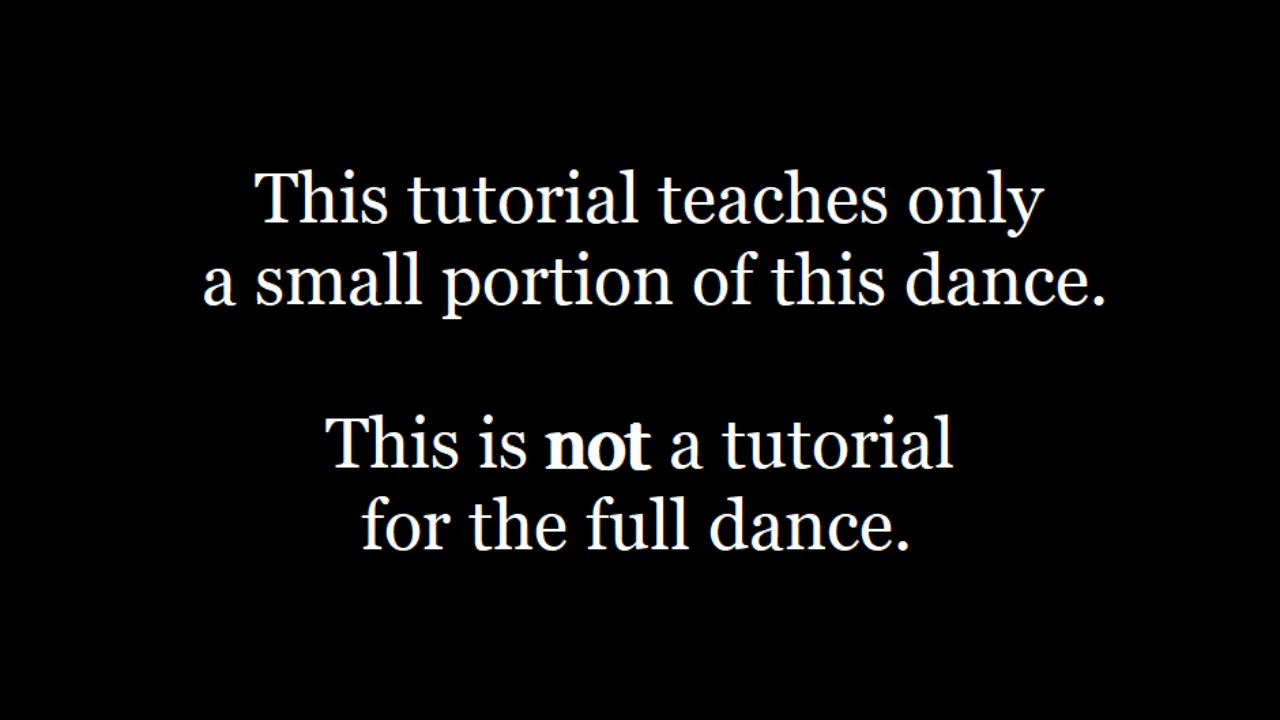 This tutorial teaches only
a small portion of this dance.
This is not a tutorial
for the full dance.